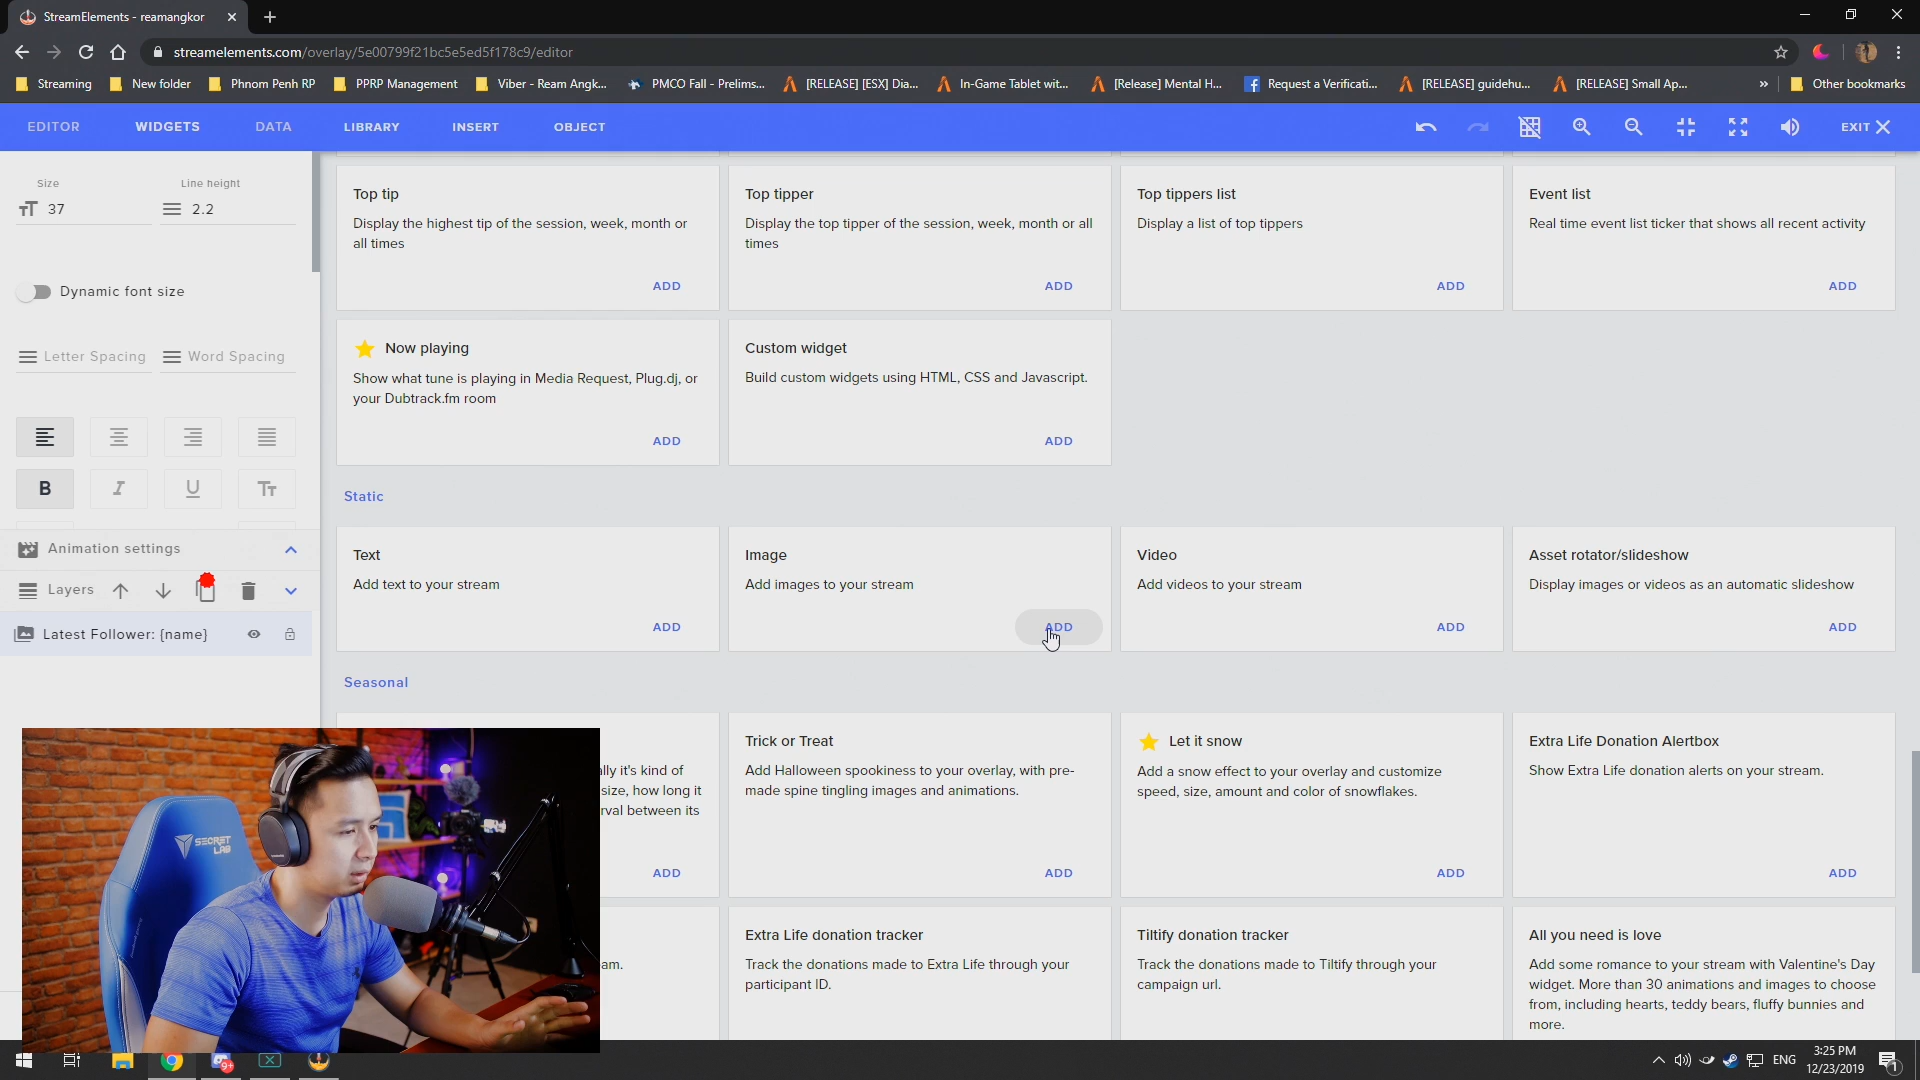 StreamElements - reamangkor
streamelements.com/overlay/5e00799f21bc5e5ed5f178c9/editor
Streaming
New folder
Phnom Penh RP
PPRP Management
Viber - Ream Angk...
PMCO Fall - Prelims...
[RELEASE] [ESX] Dia...
In-Game Tablet wit...
[Release] Mental H...
Request a Verificati...
[RELEASE] guidehu...
[RELEASE] Small Ap...
Other bookmarks
EDITOR
WIDGETS
DATA
LIBRARY
INSERT
OBJECT
EXIT
Size
37
Line height
2.2
Dynamic font size
Letter Spacing
Word Spacing
B
I
U
Tт
Animation settings
Layers
Latest Follower: {name}
Top tip
Display the highest tip of the session, week, month or
all times
ADD
Top tipper
Display the top tipper of the session, week, month or all
times
ADD
Top tippers list
Display a list of top tippers
ADD
Event list
Real time event list ticker that shows all recent activity
ADD
Now playing
Show what tune is playing in Media Request, Plug.dj, or
your Dubtrack.fm room
ADD
Custom widget
Build custom widgets using HTML, CSS and Javascript.
ADD
Static
Text
Add text to your stream
ADD
Image
Add images to your stream
ADD
Video
Add videos to your stream
ADD
Asset rotator/slideshow
Display images or videos as an automatic slideshow
ADD
Seasonal
lly it's kind of
size, how long it
rval between its
ADD
Trick or Treat
Add Halloween spookiness to your overlay, with pre-
made spine tingling images and animations.
ADD
Let it snow
Add a snow effect to your overlay and customize
speed, size, amount and color of snowflakes.
ADD
Extra Life Donation Alertbox
Show Extra Life donation alerts on your stream.
ADD
am.
Extra Life donation tracker
Track the donations made to Extra Life through your
participant ID.
Tiltify donation tracker
Track the donations made to Tiltify through your
campaign url.
All you need is love
Add some romance to your stream with Valentine's Day
widget. More than 30 animations and images to choose
from, including hearts, teddy bears, fluffy bunnies and
more.
SECRET
LAB
9+
ENG
3:25 PM
12/23/2019
1